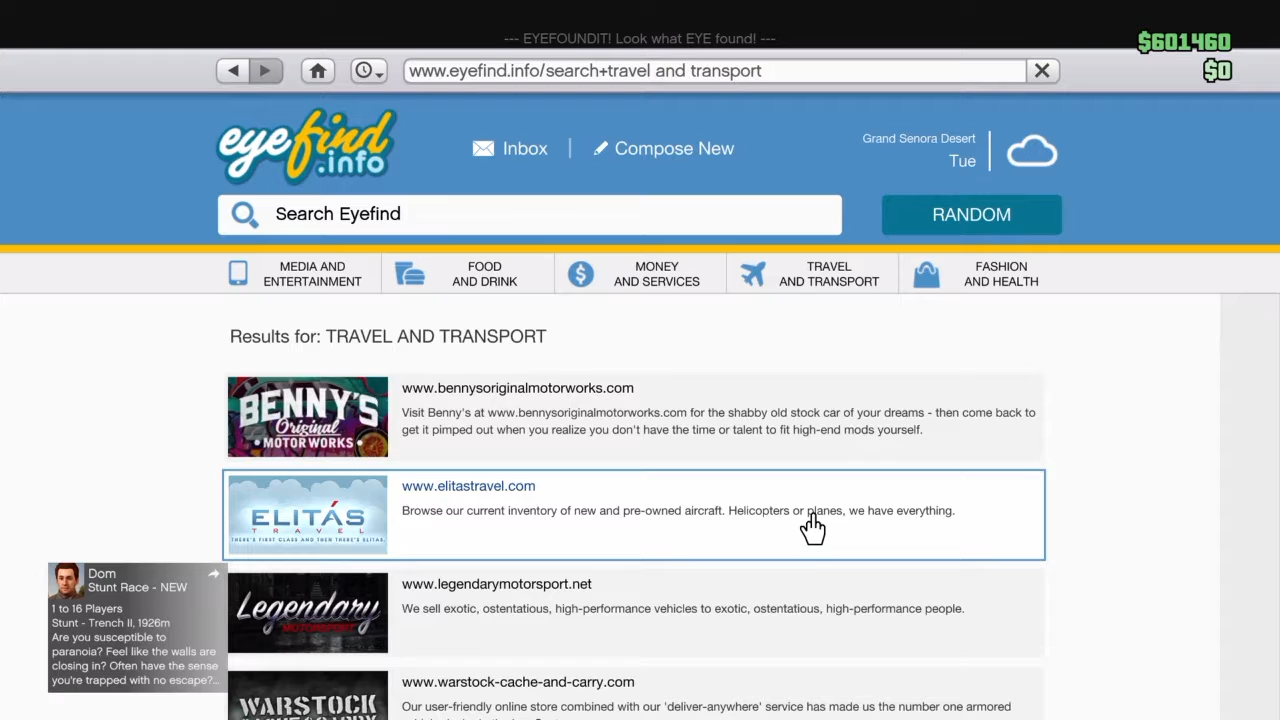 --- EYEFOUNDIT! Look what EYE found! ---
$601460
$0
www.eyefind.info/search+travel and transport
eyefind
.info
Inbox
Compose New
Grand Senora Desert
Tue
Search Eyefind
RANDOM
MEDIA AND
ENTERTAINMENT
FOOD
AND DRINK
MONEY
AND SERVICES
TRAVEL
AND TRANSPORT
FASHION
AND HEALTH
Results for: TRAVEL AND TRANSPORT
BENNY'S
Original
MOTOR WORKS
www.bennysoriginalmotorworks.com
Visit Benny's at www.bennysoriginalmotorworks.com for the shabby old stock car of your dreams - then come back to
get it pimped out when you realize you don't have the time or talent to fit high-end mods yourself.
ELITÁS
TRAVEL
THERE'S FIRST CLASS AND THEN THERE'S ELITAS
www.elitastravel.com
Browse our current inventory of new and pre-owned aircraft. Helicopters or planes, we have everything.
Legendary
MOTORSPORT
www.legendarymotorsport.net
We sell exotic, ostentatious, high-performance vehicles to exotic, ostentatious, high-performance people.
Dom
Stunt Race - NEW
1 to 16 Players
Stunt - Trench II, 1926m
Are you susceptible to
paranoia? Feel like the walls are
closing in? Often have the sense
you're trapped with no escape?...
WARSTOCK
www.warstock-cache-and-carry.com
Our user-friendly online store combined with our 'deliver-anywhere' service has made us the number one armored